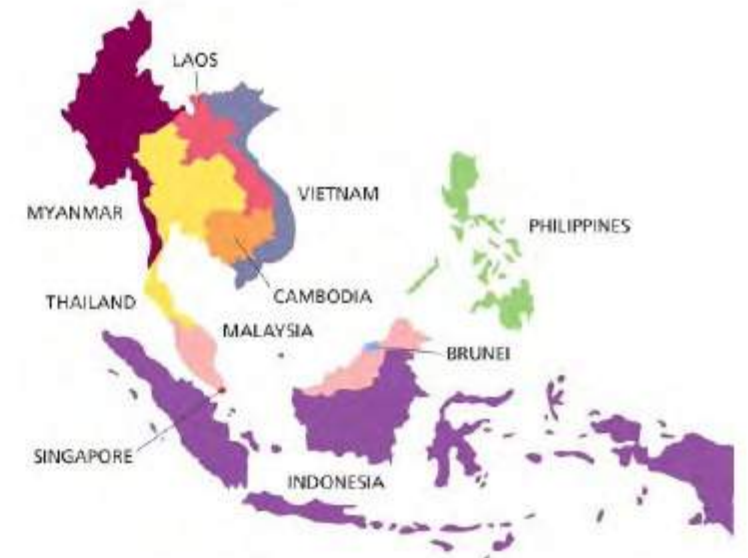 LAOS
VIETNAM
MYANMAR
PHILIPPINES
CAMBODIA
THAILAND
MALAYSIA
BRUNEI
SINGAPORE
INDONESIA